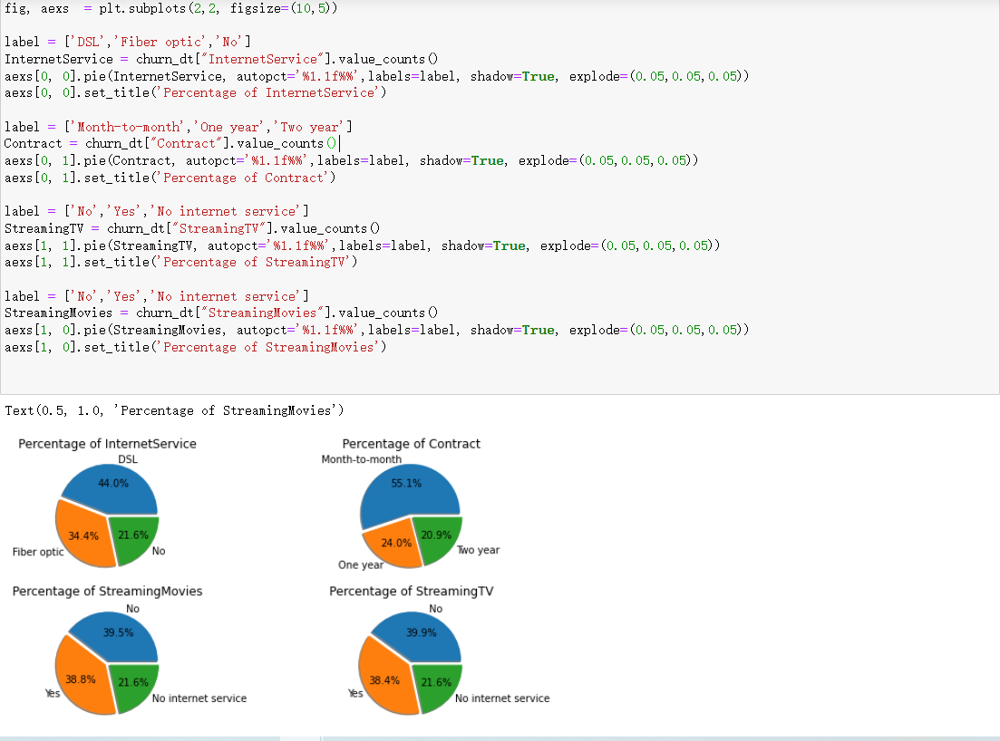 fig, aexs  = plt.subplots(2,2, figsize=(10,5))
label = ['DSL','Fiber optic','No']
InternetService = churn_dt["InternetService"].value_counts()
aexs[0, 0].pie(InternetService, autopct='%1.1f%%',labels=label, shadow=True, explode=(0.05,0.05,0.05))
aexs[0, 0].set_title('Percentage of InternetService')
label = ['Month-to-month','One year','Two year']
Contract = churn_dt["Contract"].value_counts()
aexs[0, 1].pie(Contract, autopct='%1.1f%%',labels=label, shadow=True, explode=(0.05,0.05,0.05))
aexs[0, 1].set_title('Percentage of Contract')
label = ['No','Yes','No internet service']
StreamingTV = churn_dt["StreamingTV"].value_counts()
aexs[1, 1].pie(StreamingTV, autopct='%1.1f%%',labels=label, shadow=True, explode=(0.05,0.05,0.05))
aexs[1, 1].set_title('Percentage of StreamingTV')
label = ['No','Yes','No internet service']
StreamingMovies = churn_dt["StreamingMovies"].value_counts()
aexs[1, 0].pie(StreamingMovies, autopct='%1.1f%%',labels=label, shadow=True, explode=(0.05,0.05,0.05))
aexs[1, 0].set_title('Percentage of StreamingMovies')
Text(0.5, 1.0, 'Percentage of StreamingMovies')
Percentage of InternetService
DSL
44.0%
34.4%
21.6%
Fiber optic
No
Percentage of Contract
Month-to-month
55.1%
24.0%
20.9%
One year
Two year
Percentage of StreamingMovies
No
39.5%
38.8%
21.6%
Yes
No internet service
Percentage of StreamingTV
No
39.9%
38.4%
21.6%
Yes
No internet service